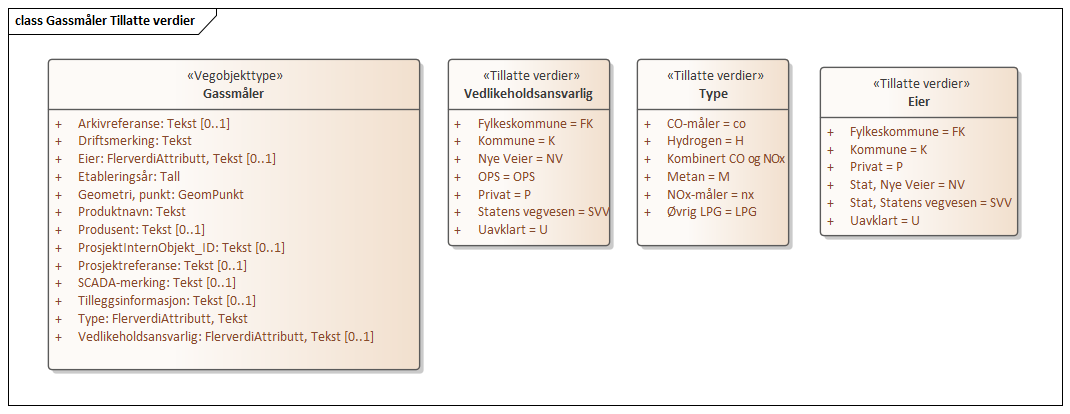 class Gassmåler Tillatte verdier
«Vegobjekttype»
Gassmåler
+ Arkivreferanse: Tekst [0..1]
+ Driftsmerking: Tekst
+ Eier: FlerverdiAttributt, Tekst [0..1]
+ Etableringsår: Tall
+ Geometri, punkt: GeomPunkt
+ Produktnavn: Tekst
+ Produsent: Tekst [0..1]
+ ProsjektInternObjekt_ID: Tekst [0..1]
+ Prosjektreferanse: Tekst [0..1]
+ SCADA-merking: Tekst [0..1]
+ Tilleggsinformasjon: Tekst [0..1]
+ Type: FlerverdiAttributt, Tekst
+ Vedlikeholdsansvarlig: FlerverdiAttributt, Tekst [0..1]
«Tillatte verdier»
Vedlikeholdsansvarlig
+ Fylkeskommune = FK
+ Kommune = K
+ Nye Veier = NV
+ OPS = OPS
+ Privat = P
+ Statens vegvesen = SVV
+ Uavklart = U
«Tillatte verdier»
Type
+ CO-måler = co
+ Hydrogen = H
+ Kombinert CO og NOx
+ Metan = M
+ NOx-måler = nx
+ Øvrig LPG = LPG
«Tillatte verdier»
Eier
+ Fylkeskommune = FK
+ Kommune = K
+ Privat = P
+ Stat, Nye Veier = NV
+ Stat, Statens vegvesen = SVV
+ Uavklart = U